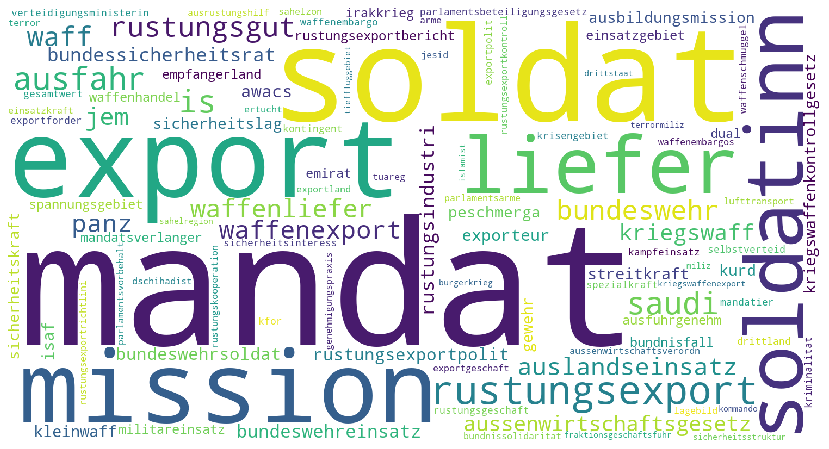 verteidigungsministerin
ausrustungshilf
sahelzon
irakkrieg
parlamentsbeteiligungsgesetz
terror
rustungsgut
waffenembargo
arme
ausbildungsmission
waff
rustungsexportbericht
einsatzgebiet
bundessicherheitsrat
soldat
jesid
exportpolit
rustungsexportkontroll
waffenschmuggel
soldatinn
kriegswaffenkontrollgesetz
ausfahr
empfangerland
tieffluggebiet
drittstaat
gesamtwert
waffenhandel
is
awacs
einsatzkraft
exportforder
jem
ertucht
sicherheitslag
kontingent
terrormiliz
krisengebiet
dual
waffenembargos
export
emirat
tuareg
islamist
liefer
spannungsgebiet
exportland
parlamentsarme
lufttransport
waffenliefer
rustungsindustri
peschmerga
bundeswehr
panz
sahelregion
waffenexport
exporteur
kriegswaff
mandatsverlanger
sicherheitsinteress
kampfeinsatz
selbstverteid
sicherheitskraft
mandat
streitkraft
miliz
kurd
dschihadist
burgerkrieg
spezialkraft
kriegswaffenexport
isaf
rustungsexportrichtlini
parlamentsvorbehalt
rustungskooperation
kfor
genehmigungspraxis
gewehr
ausfuhrgenehm
saudi
mandatier
bundnisfall
drittland
kriminalitat
bundeswehrsoldat
rustungsexportpolit
aussenwirtschaftsverordn
mission
exportgeschaft
auslandseinsatz
rustungsexport
rustungsgeschaft
lagebild
kommando
kleinwaff
militareinsatz
bundeswehreinsatz
aussenwirtschaftsgesetz
bundnissolidaritat
fraktionsgeschaftsfuhr
sicherheitsstruktur